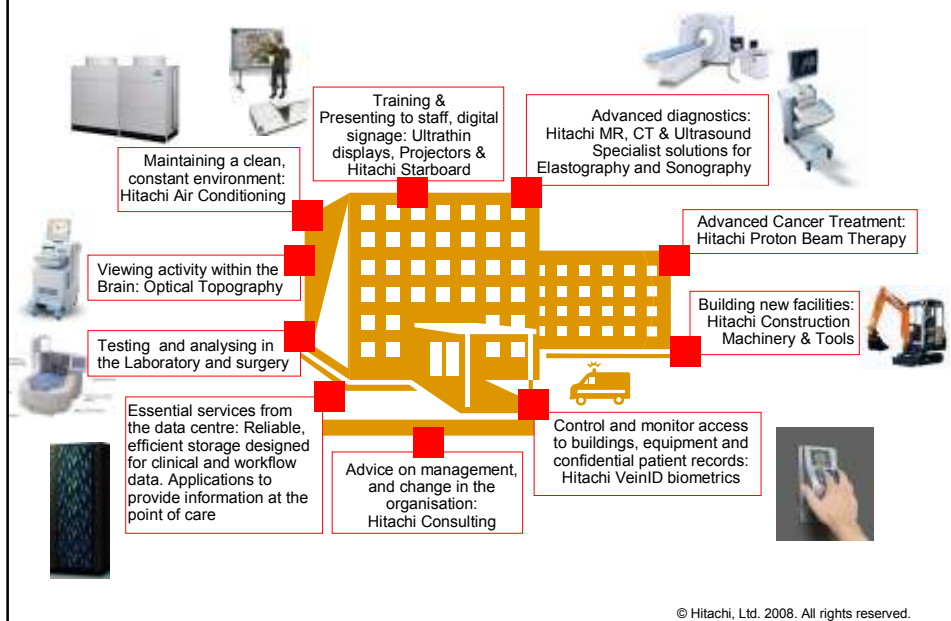 Training &
Presenting to staff, digital
signage: Ultrathin
displays, Projectors &
Hitachi Starboard
Advanced diagnostics:
Hitachi MR, CT & Ultrasound
Specialist solutions for
Elastography and Sonography
Maintaining a clean,
constant environment:
Hitachi Air Conditioning
Advanced Cancer Treatment:
Hitachi Proton Beam Therapy
Viewing activity within the
Brain: Optical Topography
Building new facilities:
Hitachi Construction
Machinery & Tools
Testing and analysing in
the Laboratory and surgery
Essential services from
the data centre: Reliable,
efficient storage designed
for clinical and workflow
data. Applications to
provide information at the
point of care
Advice on management,
and change in the
organisation:
Hitachi Consulting
Control and monitor access
to buildings, equipment and
confidential patient records:
Hitachi VeinID biometrics
© Hitachi, Ltd. 2008. All rights reserved.